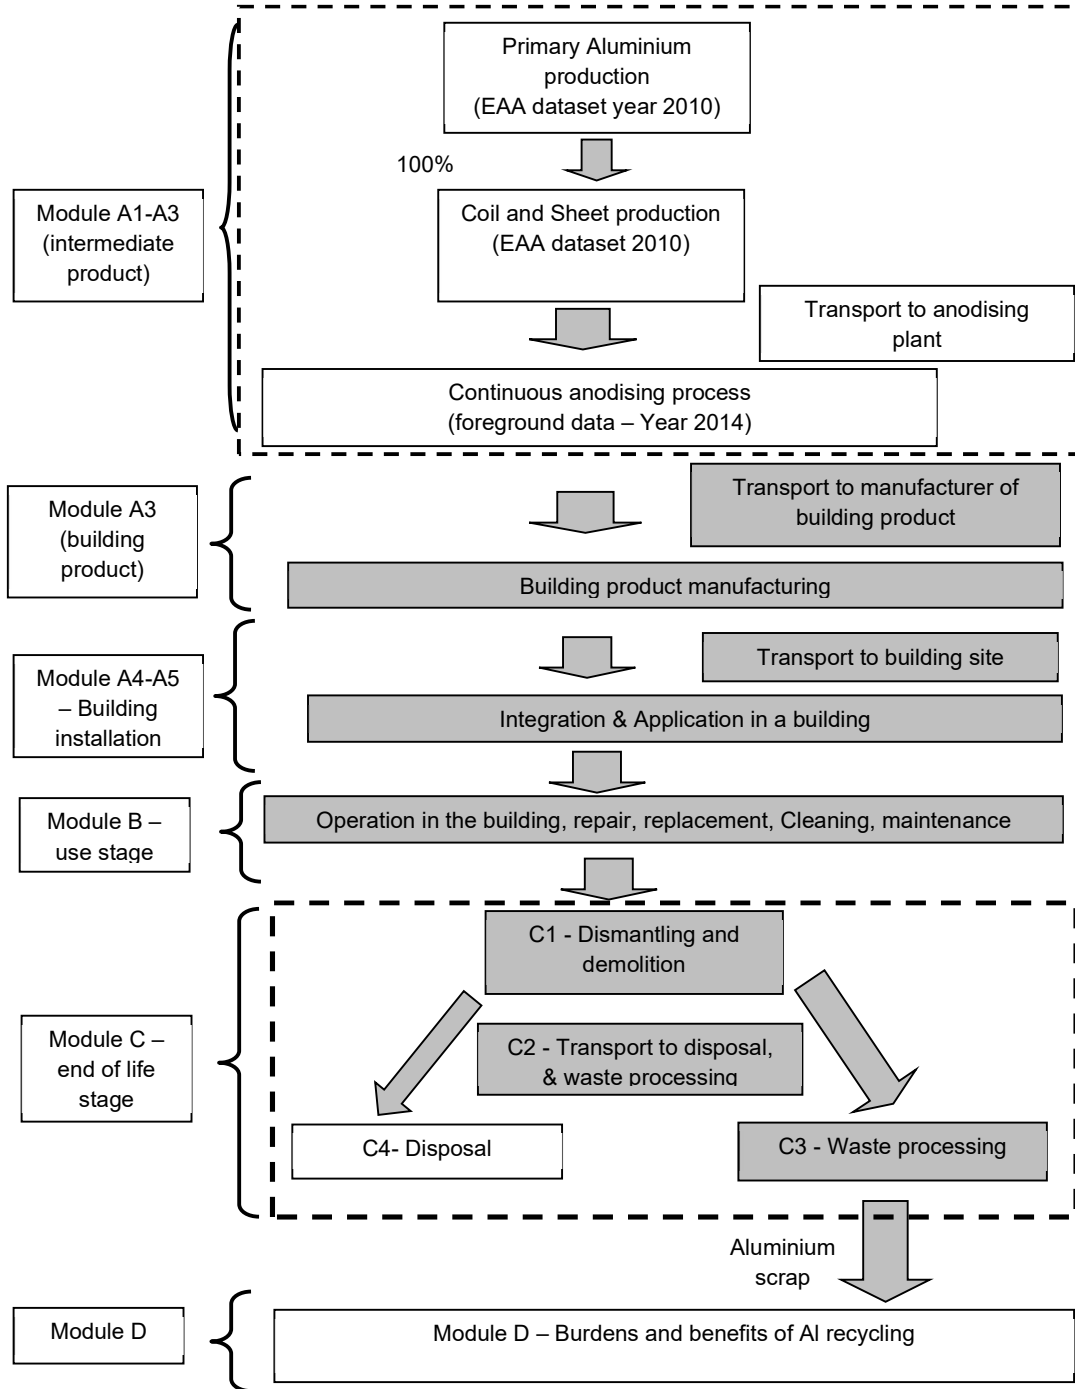 Primary Aluminium
production
(EAA dataset year 2010)
100%
Module A1-A3
(intermediate
product)
Coil and Sheet production
(EAA dataset 2010)
Transport to anodising
plant
Continuous anodising process
(foreground data – Year 2014)
Module A3
(building
product)
Transport to manufacturer of
building product
Building product manufacturing
Module A4-A5
– Building
installation
Transport to building site
Integration & Application in a building
Module B –
use stage
Operation in the building, repair, replacement, Cleaning, maintenance
C1 - Dismantling and
demolition
Module C –
end of life
stage
C2 - Transport to disposal,
& waste processing
C4- Disposal
C3 - Waste processing
Aluminium
scrap
Module D
Module D – Burdens and benefits of Al recycling